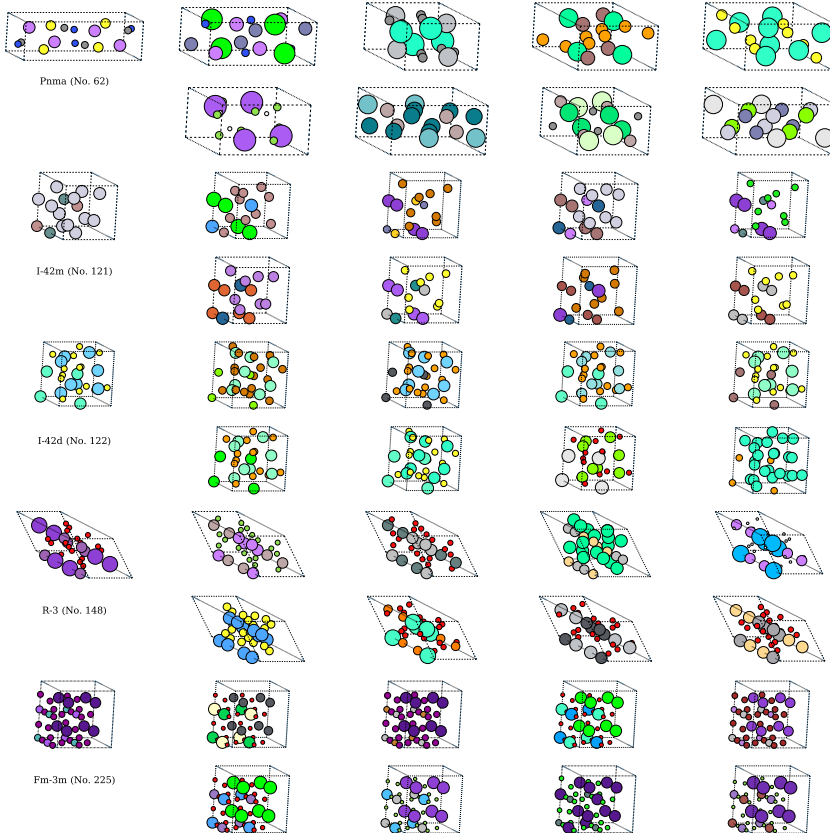 Pnma (No. 62)
I-42m (No. 121)
I-42d (No. 122)
R-3 (No. 148)
Fm-3m (No. 225)